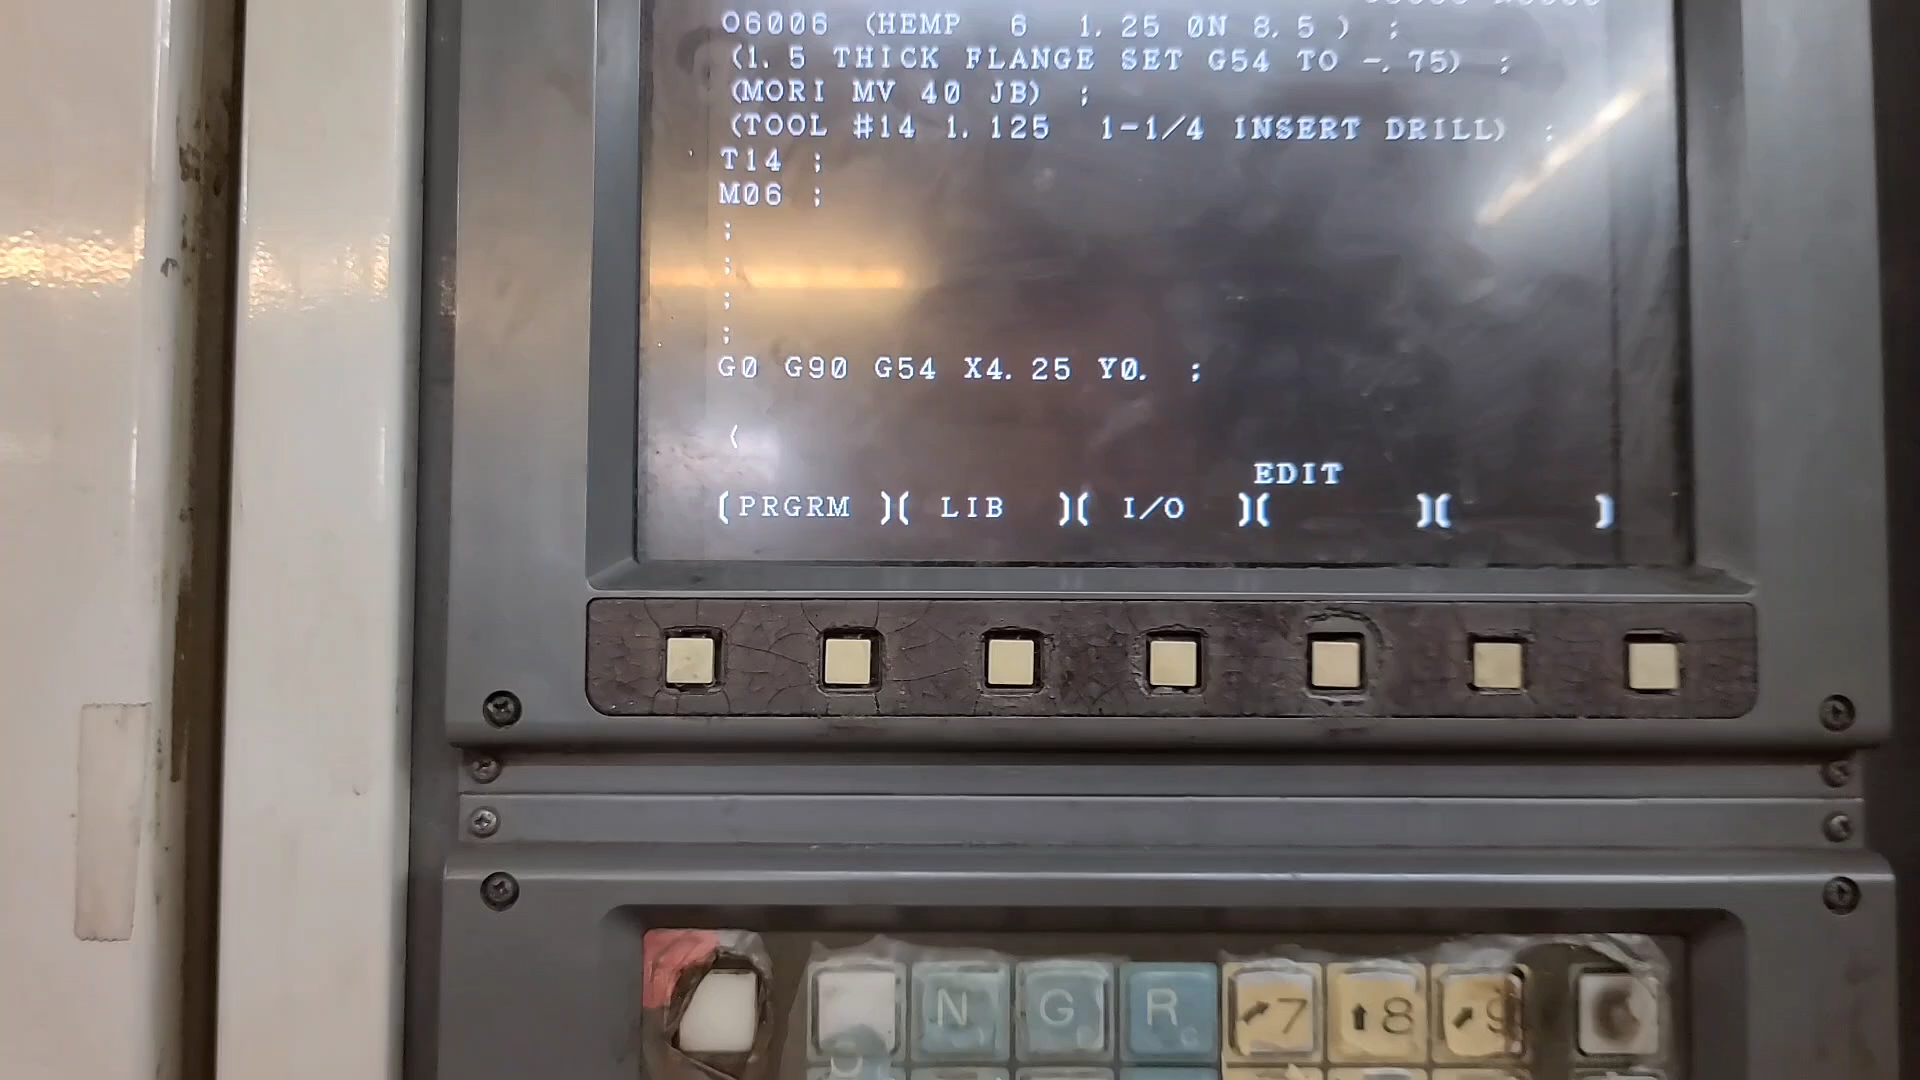 O6006 (HEMP 6 1.25 0N 8.5 ) ;
(1.5 THICK FLANGE SET G54 TO -.75) ;
(MORI MV 40 JB) ;
(TOOL #14 1.125 1-1/4 INSERT DRILL) ;
T14 ;
M06 ;
;
;
;
;
G0 G90 G54 X4.25 Y0. ;
(
EDIT
[PRGRM ][ LIB ][ I/O ][ ][ ]
N G R 7 8 9